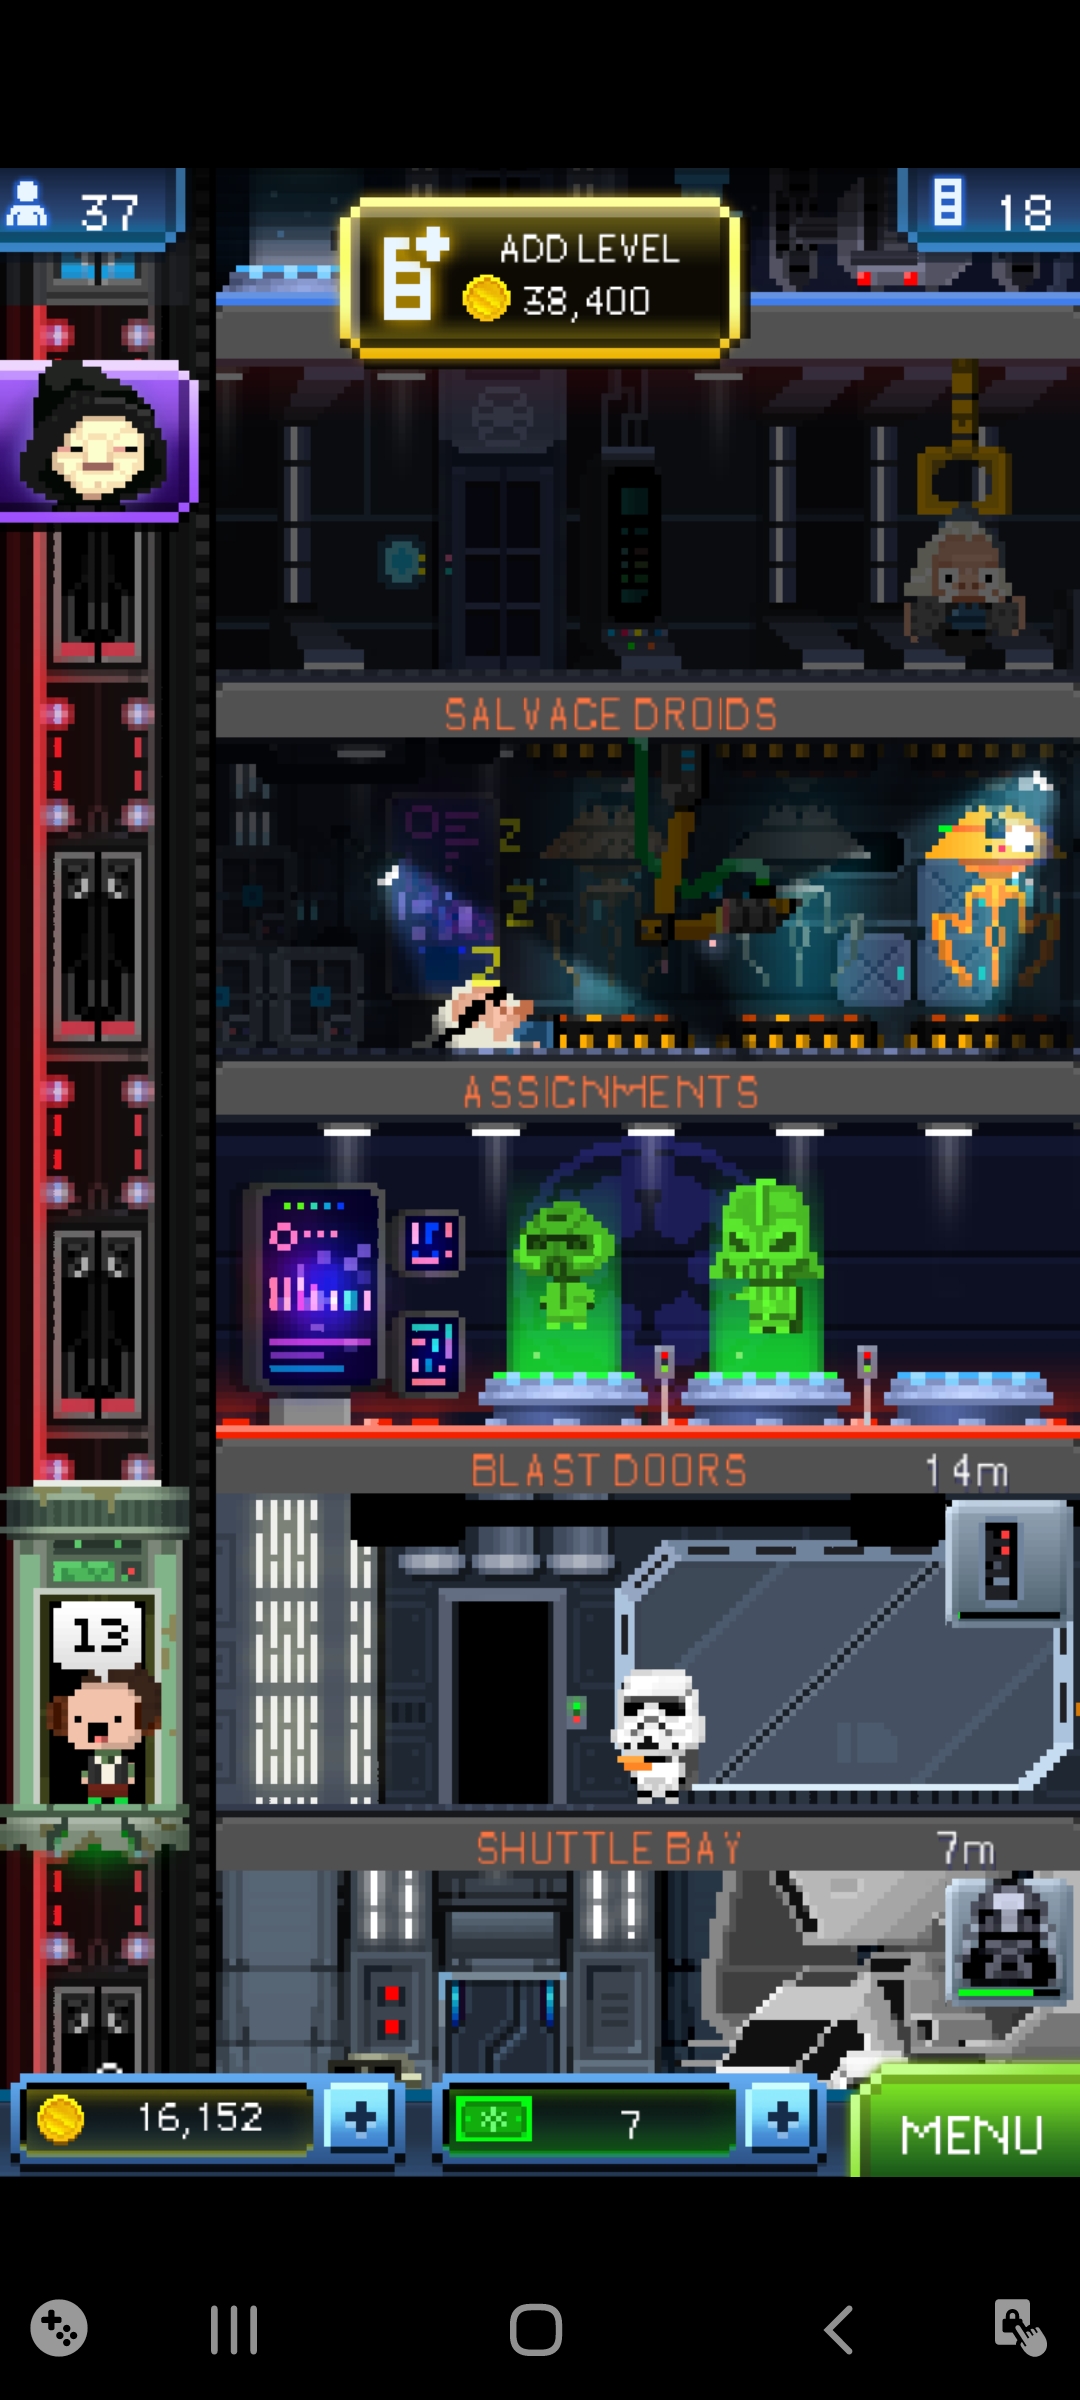 37
ADD LEVEL
38,400
18
SALVAGE DROIDS
Z
Z
Z
ASSIGNMENTS
BLAST DOORS 14m
13
SHUTTLE BAY 7m
16,152
7
MENU